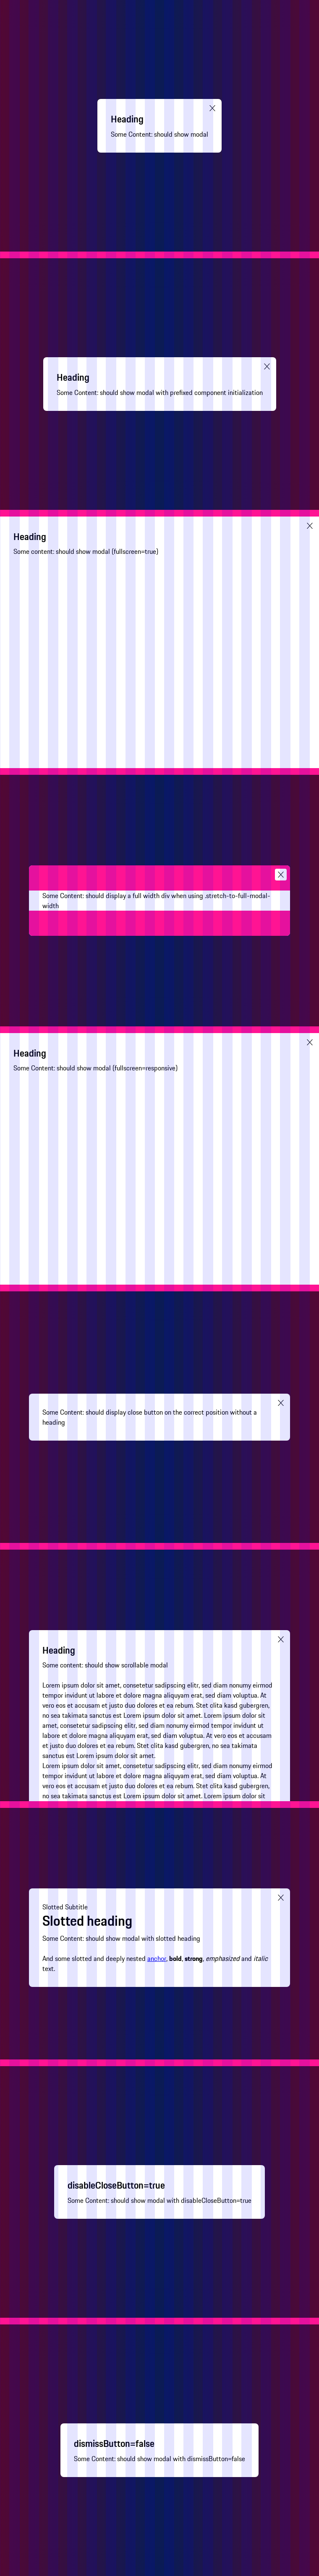 Heading
Some Content: should show modal
Heading
Some Content: should show modal with prefixed component initialization
Heading
Some content: should show modal (fullscreen=true)
Some Content: should display a full width div when using .stretch-to-full-modal-
width
Heading
Some Content: should show modal (fullscreen=responsive)
Some Content: should display close button on the correct position without a
heading
Heading
Some content: should show scrollable modal
Lorem ipsum dolor sit amet, consetetur sadipscing elitr, sed diam nonumy eirmod
tempor invidunt ut labore et dolore magna aliquyam erat, sed diam voluptua. At
vero eos et accusam et justo duo dolores et ea rebum. Stet clita kasd gubergren,
no sea takimata sanctus est Lorem ipsum dolor sit amet. Lorem ipsum dolor sit
amet, consetetur sadipscing elitr, sed diam nonumy eirmod tempor invidunt ut
labore et dolore magna aliquyam erat, sed diam voluptua. At vero eos et accusam
et justo duo dolores et ea rebum. Stet clita kasd gubergren, no sea takimata
sanctus est Lorem ipsum dolor sit amet.
Lorem ipsum dolor sit amet, consetetur sadipscing elitr, sed diam nonumy eirmod
tempor invidunt ut labore et dolore magna aliquyam erat, sed diam voluptua. At
vero eos et accusam et justo duo dolores et ea rebum. Stet clita kasd gubergren,
no sea takimata sanctus est Lorem ipsum dolor sit amet. Lorem ipsum dolor sit
Slotted Subtitle
Slotted heading
Some Content: should show modal with slotted heading
And some slotted and deeply nested anchor, bold, strong, emphasized and italic
text.
disableCloseButton=true
Some Content: should show modal with disableCloseButton=true
dismissButton=false
Some Content: should show modal with dismissButton=false